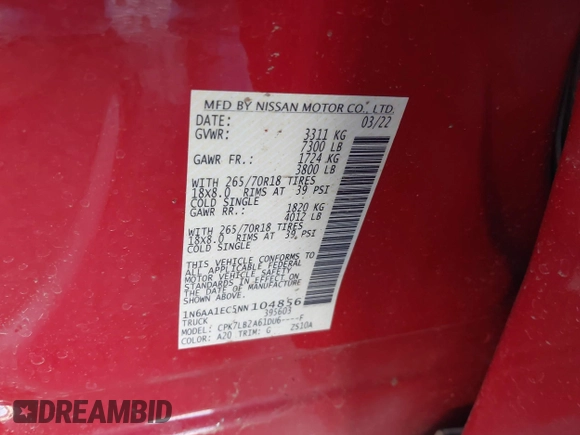 MFD BY NISSAN MOTOR CO., LTD.
DATE: 03/22
GVWR: 3311 KG
7300 LB
GAWR FR.: 1724 KG
3800 LB
WITH 265/70R18 TIRES
18X8.0 RIMS AT 39 PSI
COLD SINGLE
GAWR RR.: 1820 KG
4012 LB
WITH 265/70R18 TIRES
18X8.0 RIMS AT 39 PSI
COLD SINGLE
THIS VEHICLE CONFORMS TO
ALL APPLICABLE FEDERAL
MOTOR VEHICLE SAFETY
STANDARDS IN EFFECT ON
THE DATE OF MANUFACTURE
SHOWN ABOVE.
1N6AA1EC5NN104856
TRUCK 395603
MODEL: CPK7LB2A61DU6----F
COLOR: A20 TRIM: G ZS10A
DREAMBID